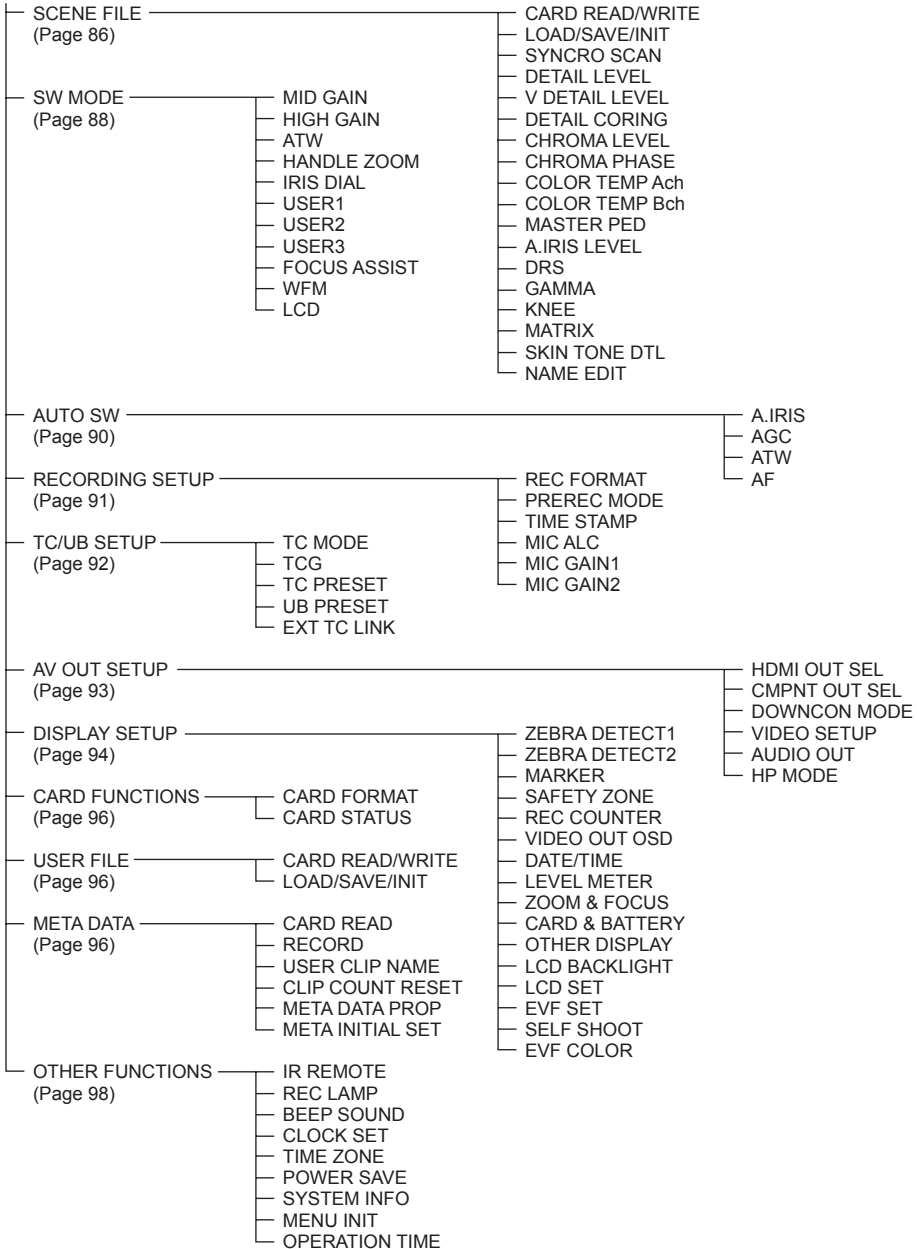 SCENE FILE
(Page 86)
CARD READ/WRITE
LOAD/SAVE/INIT
SYNCRO SCAN
DETAIL LEVEL
V DETAIL LEVEL
DETAIL CORING
CHROMA LEVEL
CHROMA PHASE
COLOR TEMP Ach
COLOR TEMP Bch
MASTER PED
A.IRIS LEVEL
DRS
GAMMA
KNEE
MATRIX
SKIN TONE DTL
NAME EDIT
SW MODE
(Page 88)
MID GAIN
HIGH GAIN
ATW
HANDLE ZOOM
IRIS DIAL
USER1
USER2
USER3
FOCUS ASSIST
WFM
LCD
AUTO SW
(Page 90)
A.IRIS
AGC
ATW
AF
RECORDING SETUP
(Page 91)
REC FORMAT
PREREC MODE
TIME STAMP
MIC ALC
MIC GAIN1
MIC GAIN2
TC/UB SETUP
(Page 92)
TC MODE
TCG
TC PRESET
UB PRESET
EXT TC LINK
AV OUT SETUP
(Page 93)
HDMI OUT SEL
CMPNT OUT SEL
DOWNCON MODE
VIDEO SETUP
AUDIO OUT
HP MODE
DISPLAY SETUP
(Page 94)
ZEBRA DETECT1
ZEBRA DETECT2
MARKER
SAFETY ZONE
REC COUNTER
VIDEO OUT OSD
DATE/TIME
LEVEL METER
ZOOM & FOCUS
CARD & BATTERY
OTHER DISPLAY
LCD BACKLIGHT
LCD SET
EVF SET
SELF SHOOT
EVF COLOR
CARD FUNCTIONS
(Page 96)
CARD FORMAT
CARD STATUS
USER FILE
(Page 96)
CARD READ/WRITE
LOAD/SAVE/INIT
META DATA
(Page 96)
CARD READ
RECORD
USER CLIP NAME
CLIP COUNT RESET
META DATA PROP
META INITIAL SET
OTHER FUNCTIONS
(Page 98)
IR REMOTE
REC LAMP
BEEP SOUND
CLOCK SET
TIME ZONE
POWER SAVE
SYSTEM INFO
MENU INIT
OPERATION TIME